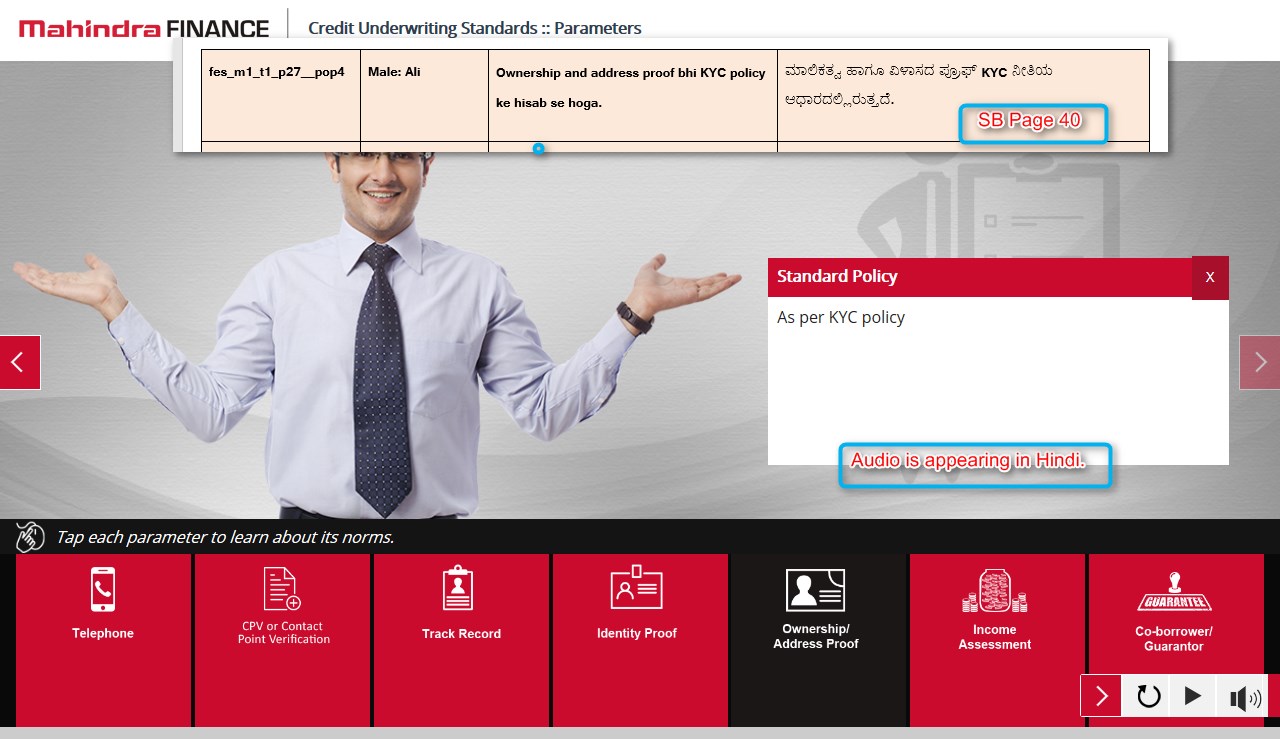 Mahindra FINANCE
Credit Underwriting Standards :: Parameters
fes_m1_t1_p27__pop4
Male: Ali
Ownership and address proof bhi KYC policy
ke hisab se hoga.
ಮಾಲಿಕತ್ವ ಹಾಗೂ ವಿಳಾಸದ ಪ್ರೂಫ್ KYC ನೀತಿಯ
ಆಧಾರದಲ್ಲಿರುತ್ತದೆ.
SB Page 40
Standard Policy
X
As per KYC policy
Audio is appearing in Hindi.
Tap each parameter to learn about its norms.
Telephone
CPV or Contact
Point Verification
Track Record
Identity Proof
Ownership/
Address Proof
Income
Assessment
GUARANTEE
Co-borrower/
Guarantor